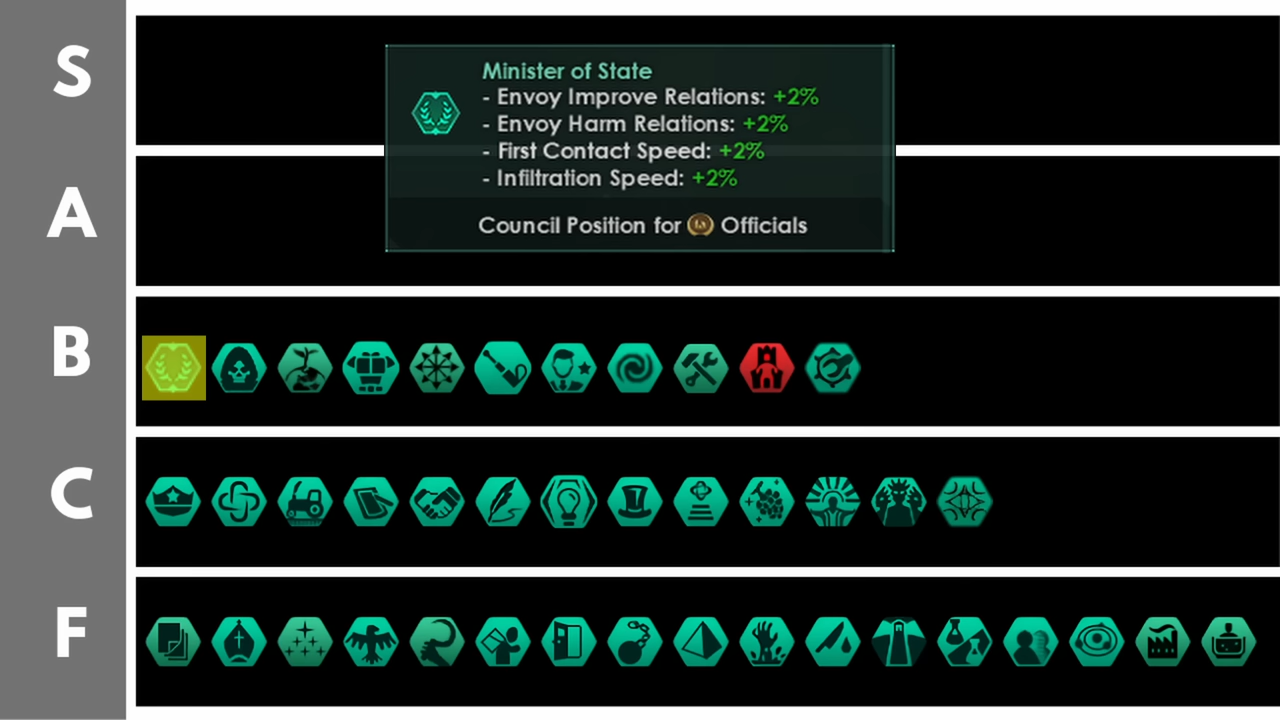 S
Minister of State
- Envoy Improve Relations: +2%
- Envoy Harm Relations: +2%
- First Contact Speed: +2%
- Infiltration Speed: +2%
Council Position for Officials
A
B
C
F